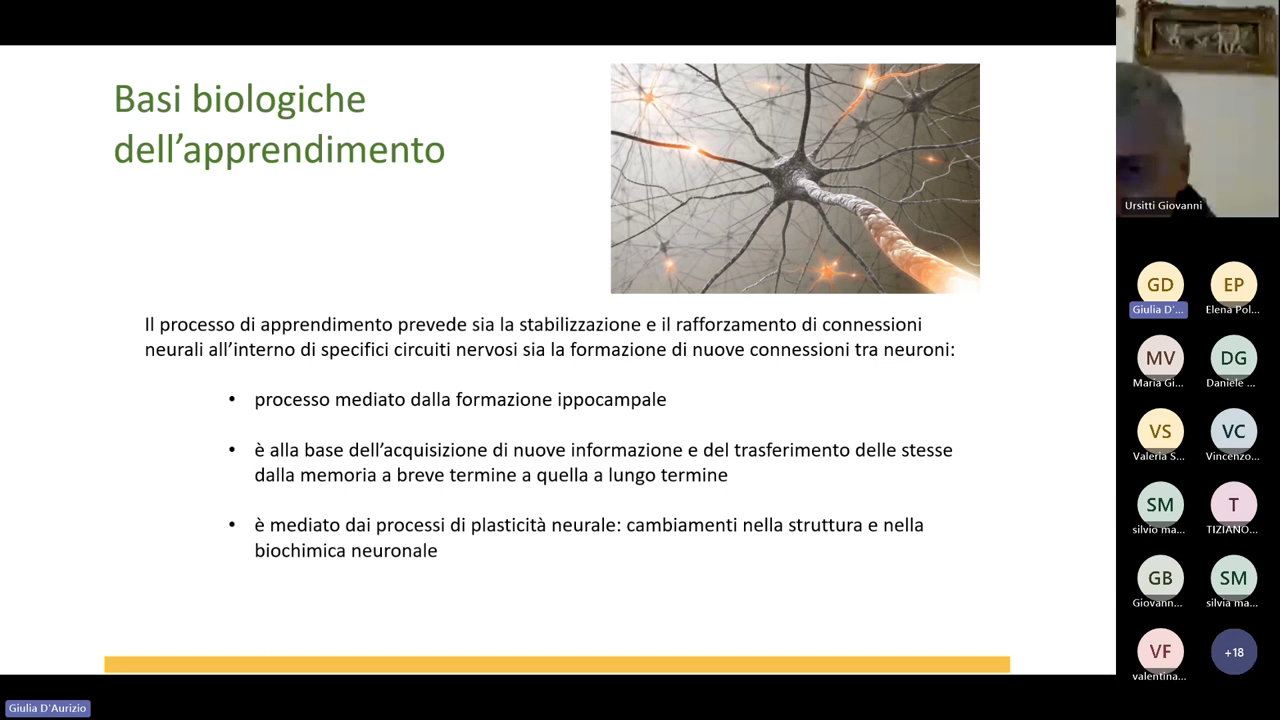 Basi biologiche
dell’apprendimento
Il processo di apprendimento prevede sia la stabilizzazione e il rafforzamento di connessioni
neurali all’interno di specifici circuiti nervosi sia la formazione di nuove connessioni tra neuroni:
• processo mediato dalla formazione ippocampale
• è alla base dell’acquisizione di nuove informazione e del trasferimento delle stesse
dalla memoria a breve termine a quella a lungo termine
• è mediato dai processi di plasticità neurale: cambiamenti nella struttura e nella
biochimica neuronale
Ursitti Giovanni
GD
Giulia D'...
EP
Elena Pol...
MV
Maria Gi...
DG
Daniele ...
VS
Valeria S...
VC
Vincenzo...
SM
silvio ma...
T
TIZIANO...
GB
Giovann...
SM
silvia ma...
VF
valentina...
+18
Giulia D'Aurizio